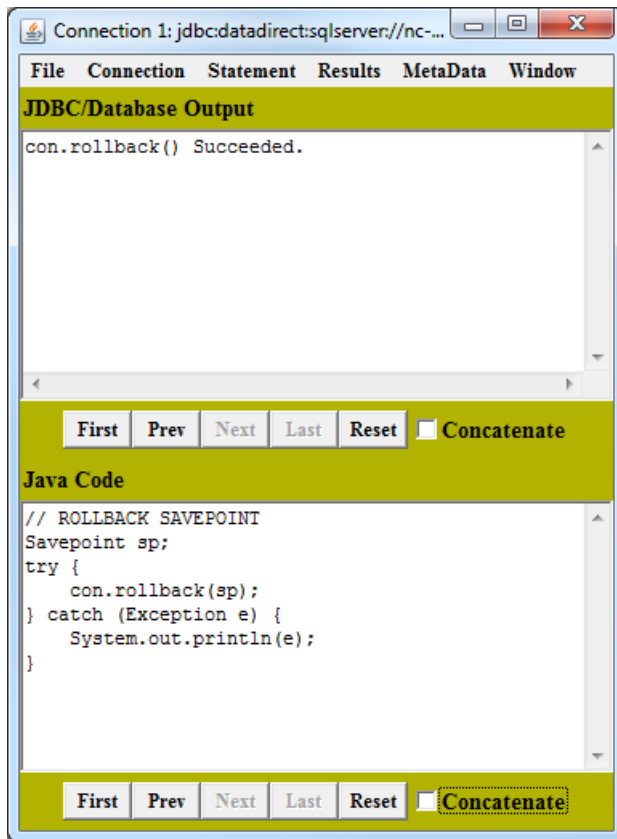 Connection 1: jdbc:datadirect:sqlserver://nc-...
File Connection Statement Results MetaData Window
JDBC/Database Output
con.rollback() Succeeded.
First Prev Next Last Reset Concatenate
Java Code
// ROLLBACK SAVEPOINT
Savepoint sp;
try {
    con.rollback(sp);
} catch (Exception e) {
    System.out.println(e);
}
First Prev Next Last Reset Concatenate